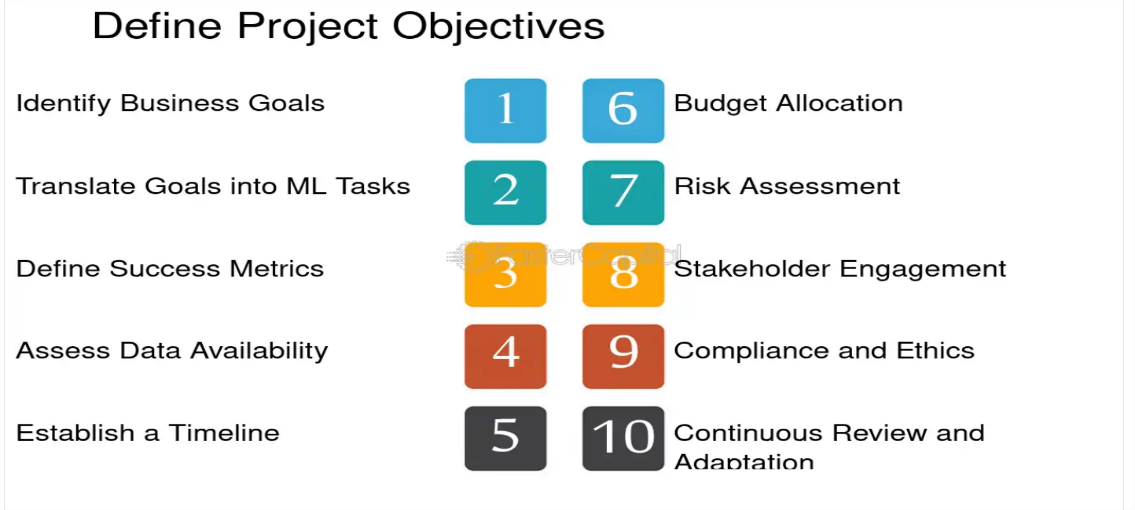 Define Project Objectives
Identify Business Goals
1
Translate Goals into ML Tasks
2
Define Success Metrics
3
Assess Data Availability
4
Establish a Timeline
5
6
Budget Allocation
7
Risk Assessment
8
Stakeholder Engagement
9
Compliance and Ethics
10
Continuous Review and
Adaptation